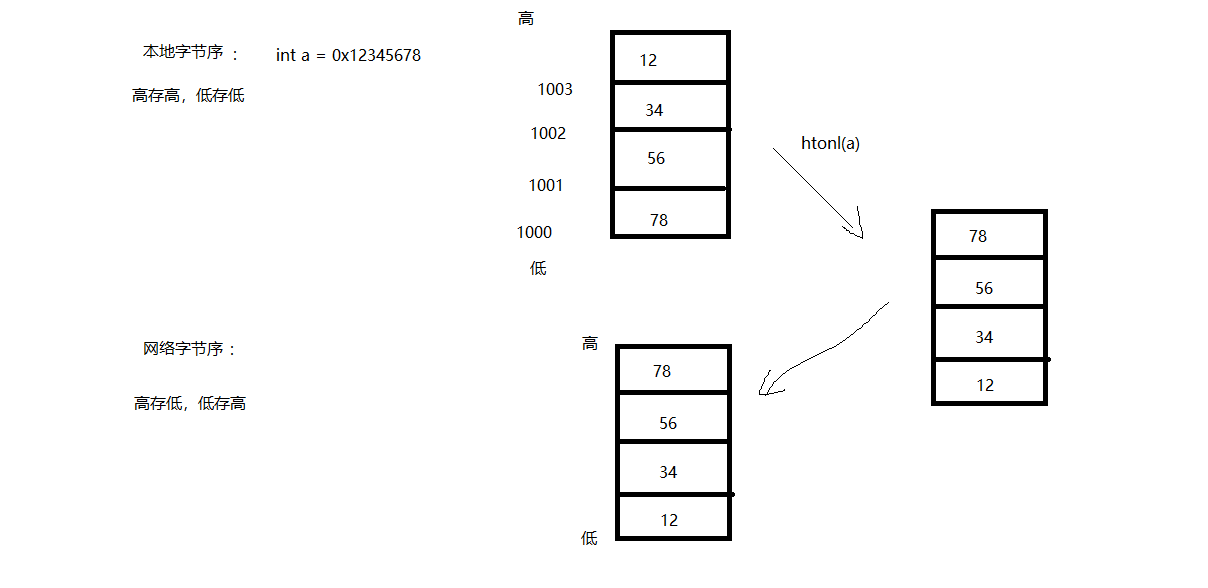 高
本地字节序 ： int a = 0x12345678
12
高存高，低存低
1003
34
1002
htonl(a)
56
1001
78
1000
低
78
56
34
12
网络字节序 ：
高
78
高存低，低存高
56
34
12
低